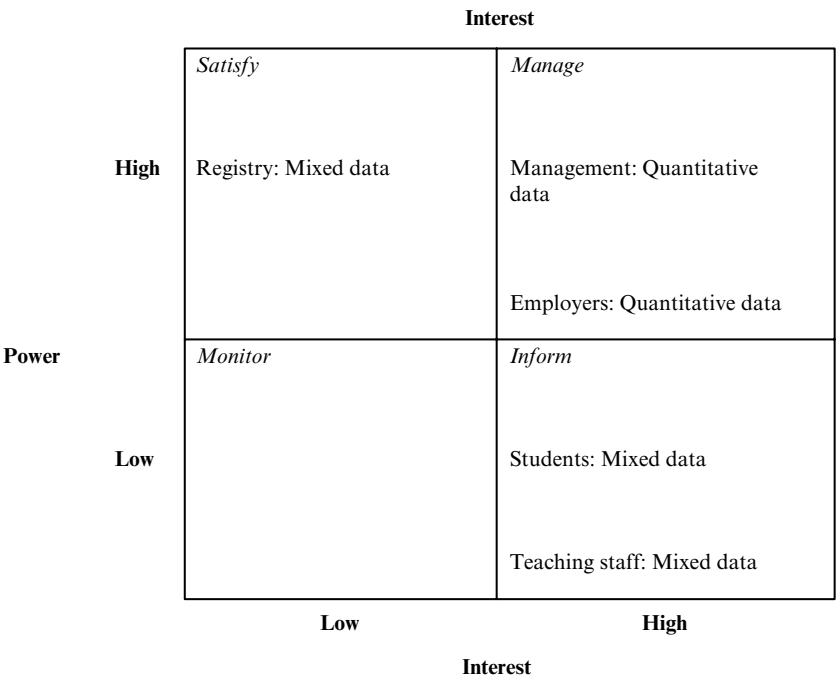 Interest
Satisfy
Manage
High
Registry: Mixed data
Management: Quantitative
data
Employers: Quantitative data
Power
Monitor
Inform
Low
Students: Mixed data
Teaching staff: Mixed data
Low
High
Interest